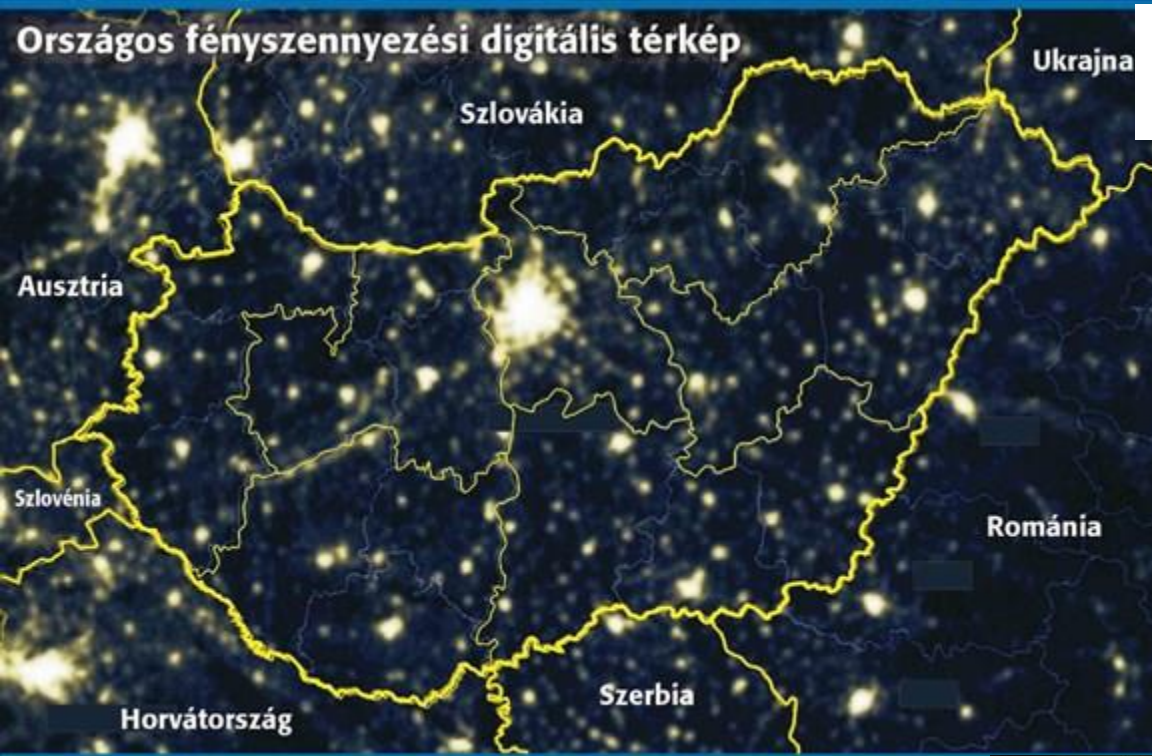 Országos fényszennyezési digitális térkép
Ukrajna
Szlovákia
Ausztria
Szlovénia
Románia
Szerbia
Horvátország